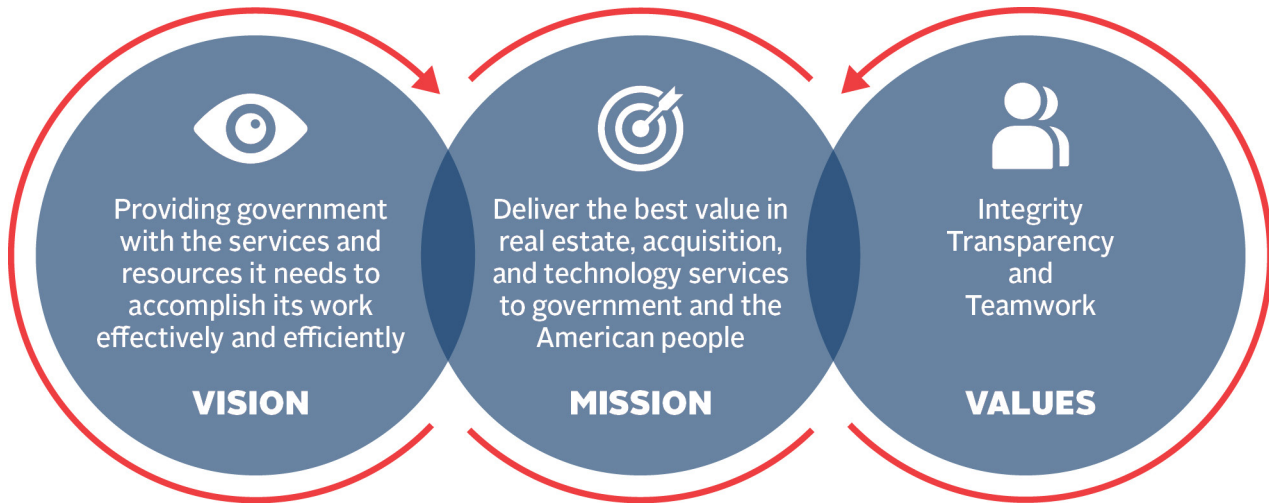 Providing government
with the services and
resources it needs to
accomplish its work
effectively and efficiently
VISION
Deliver the best value in
real estate, acquisition,
and technology services
to government and the
American people
MISSION
Integrity
Transparency
and
Teamwork
VALUES